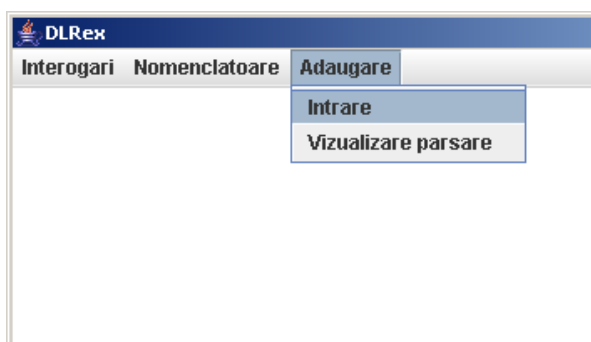 DLRex
Interogari Nomenclatoare Adaugare
Intrare
Vizualizare parsare